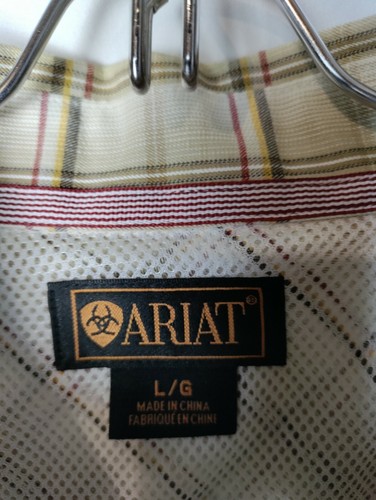 ARIAT®
L/G
MADE IN CHINA
FABRIQUÉ EN CHINE